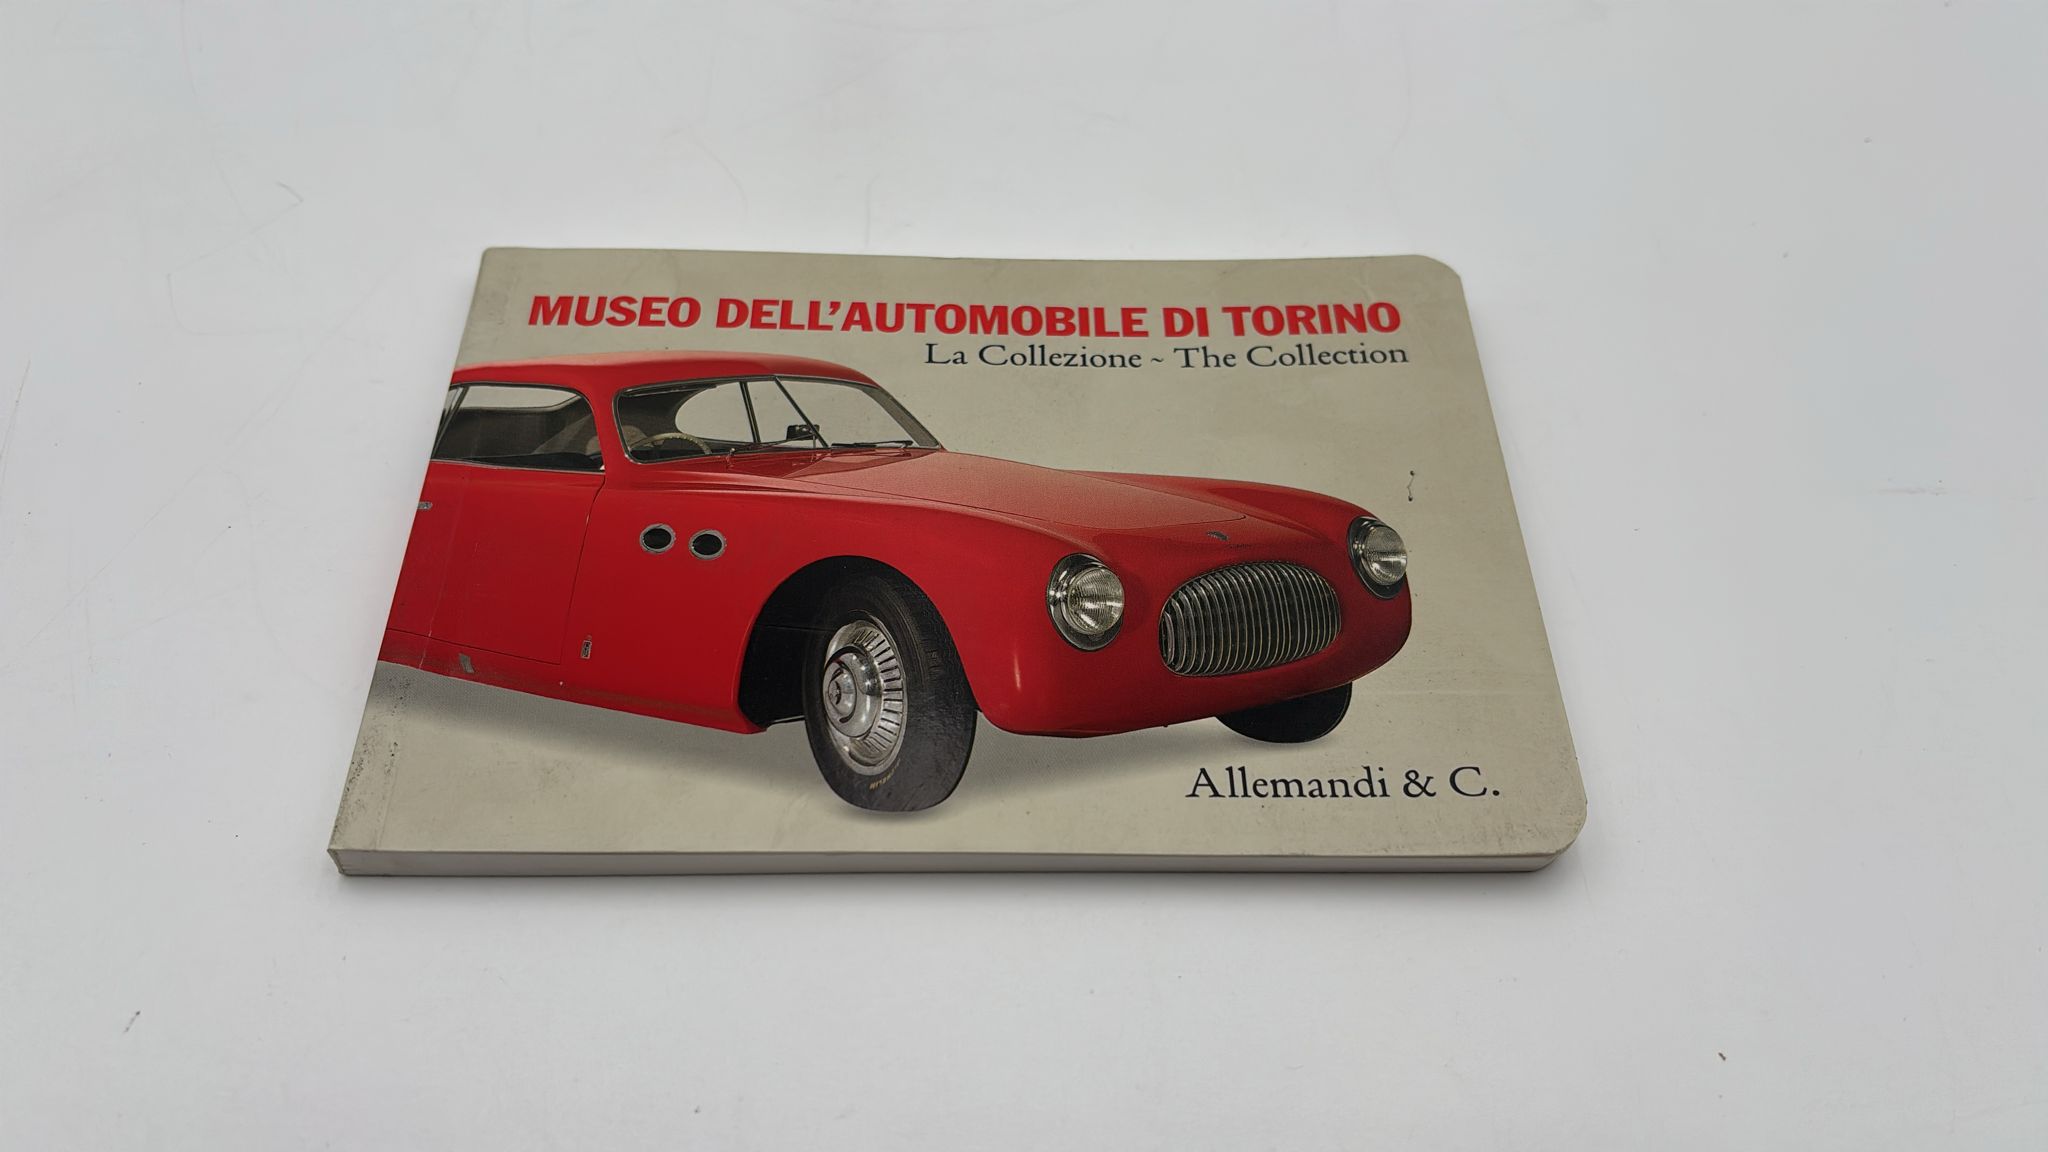 MUSEO DELL'AUTOMOBILE DI TORINO
La Collezione ~ The Collection
Allemandi & C.